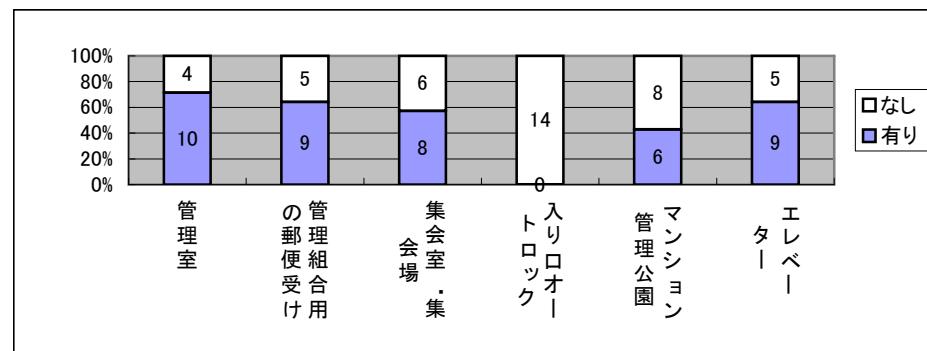 100%
80%
60%
40%
20%
0%
4
10
5
9
6
8
14
0
8
6
5
9
なし
有り
管理室
管理組合用
の郵便受け
集会室・集
会場
入り口オー
トロック
マンション
管理公園
エレベー
ター